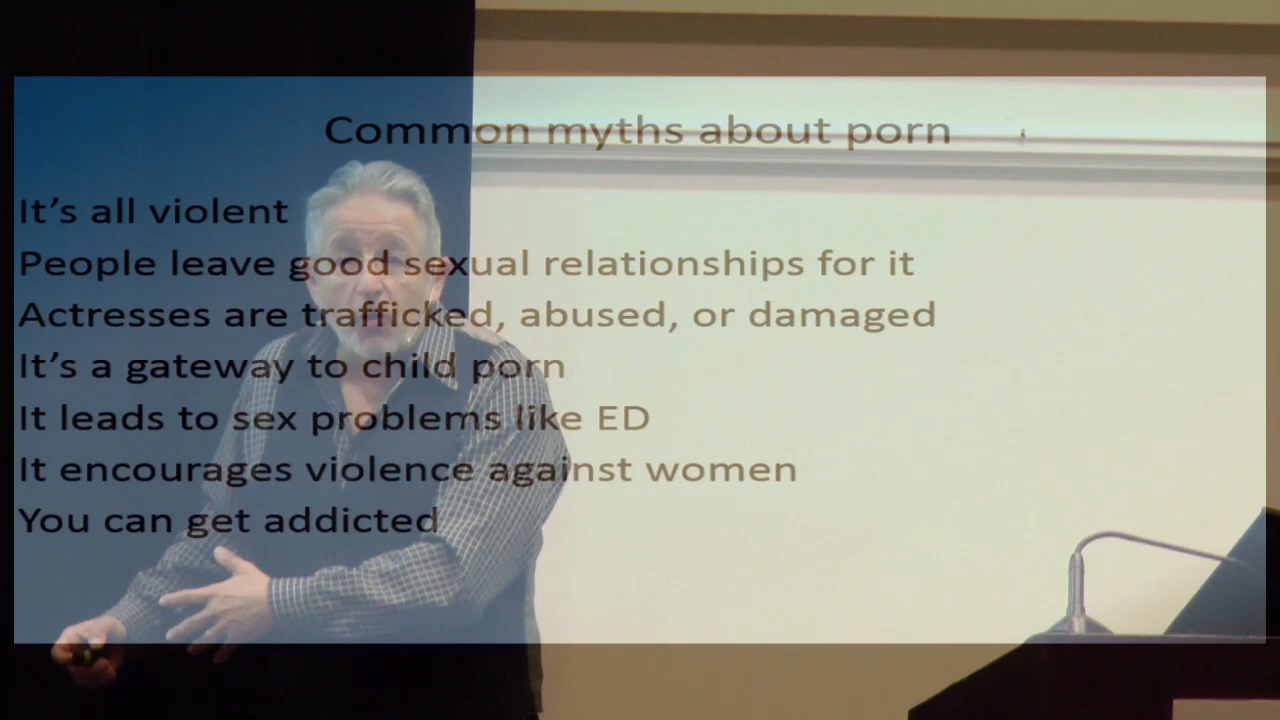 Common myths about porn
It's all violent
People leave good sexual relationships for it
Actresses are trafficked, abused, or damaged
It's a gateway to child porn
It leads to sex problems like ED
It encourages violence against women
You can get addicted